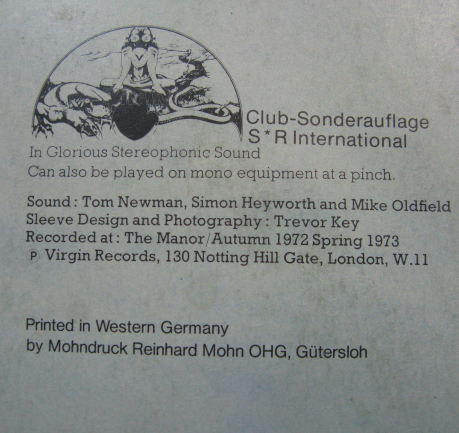 Club-Sonderauflage
S*R International
In Glorious Stereophonic Sound
Can also be played on mono equipment at a pinch.
Sound : Tom Newman, Simon Heyworth and Mike Oldfield
Sleeve Design and Photography : Trevor Key
Recorded at : The Manor/Autumn 1972 Spring 1973
℗ Virgin Records, 130 Notting Hill Gate, London, W.11
Printed in Western Germany
by Mohndruck Reinhard Mohn OHG, Gütersloh